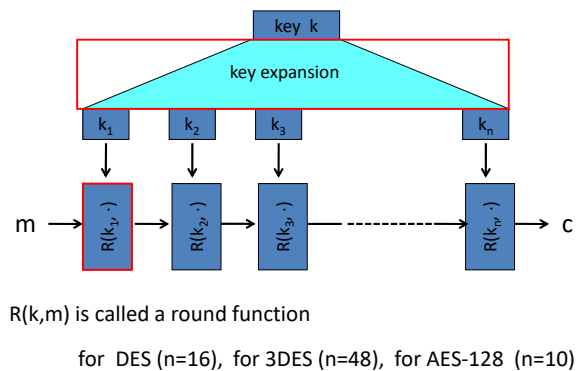 key k
key expansion
k₁ k₂ k₃ kₙ
m R(k₁, ·) R(k₂, ·) R(k₃, ·) R(kₙ, ·) c
R(k,m) is called a round function
for DES (n=16), for 3DES (n=48), for AES-128 (n=10)